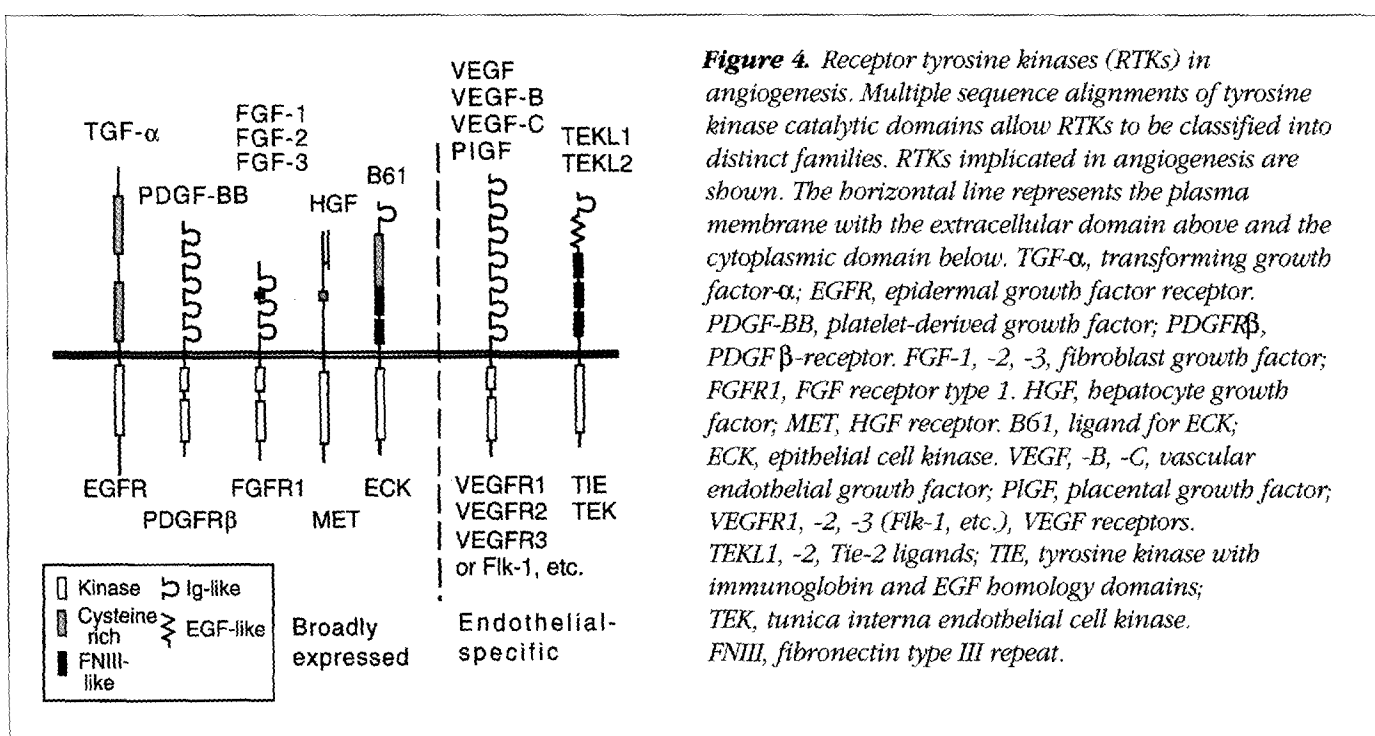 TGF-α
PDGF-BB
FGF-1
FGF-2
FGF-3
HGF
B61
VEGF
VEGF-B
VEGF-C
PlGF
TEKL1
TEKL2
EGFR
PDGFRβ
FGFR1
MET
ECK
VEGFR1
VEGFR2
VEGFR3
or Flk-1, etc.
TIE
TEK
Kinase
Ig-like
Cysteine
rich
EGF-like
FNIII-
like
Broadly
expressed
Endothelial-
specific
Figure 4. Receptor tyrosine kinases (RTKs) in
angiogenesis. Multiple sequence alignments of tyrosine
kinase catalytic domains allow RTKs to be classified into
distinct families. RTKs implicated in angiogenesis are
shown. The horizontal line represents the plasma
membrane with the extracellular domain above and the
cytoplasmic domain below. TGF-α, transforming growth
factor-α; EGFR, epidermal growth factor receptor.
PDGF-BB, platelet-derived growth factor; PDGFRβ,
PDGF β-receptor. FGF-1, -2, -3, fibroblast growth factor;
FGFR1, FGF receptor type 1. HGF, hepatocyte growth
factor; MET, HGF receptor. B61, ligand for ECK;
ECK, epithelial cell kinase. VEGF, -B, -C, vascular
endothelial growth factor; PlGF, placental growth factor;
VEGFR1, -2, -3 (Flk-1, etc.), VEGF receptors.
TEKL1, -2, Tie-2 ligands; TIE, tyrosine kinase with
immunoglobin and EGF homology domains;
TEK, tunica interna endothelial cell kinase.
FNIII, fibronectin type III repeat.